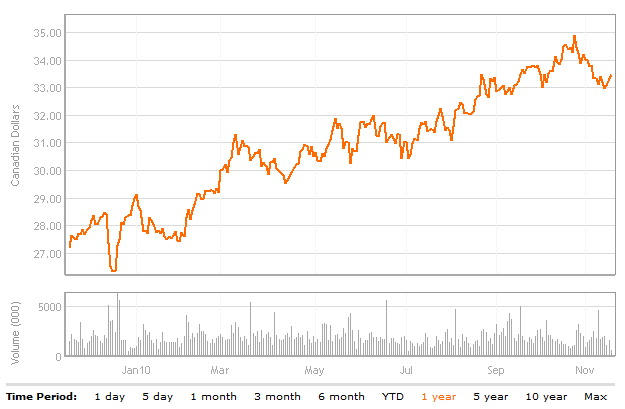 35.00
34.00
33.00
32.00
31.00
30.00
29.00
28.00
27.00
Canadian Dollars
5000
0
Volume (000)
Jan10 Mar May Jul Sep Nov
Time Period: 1 day 5 day 1 month 3 month 6 month YTD 1 year 5 year 10 year Max